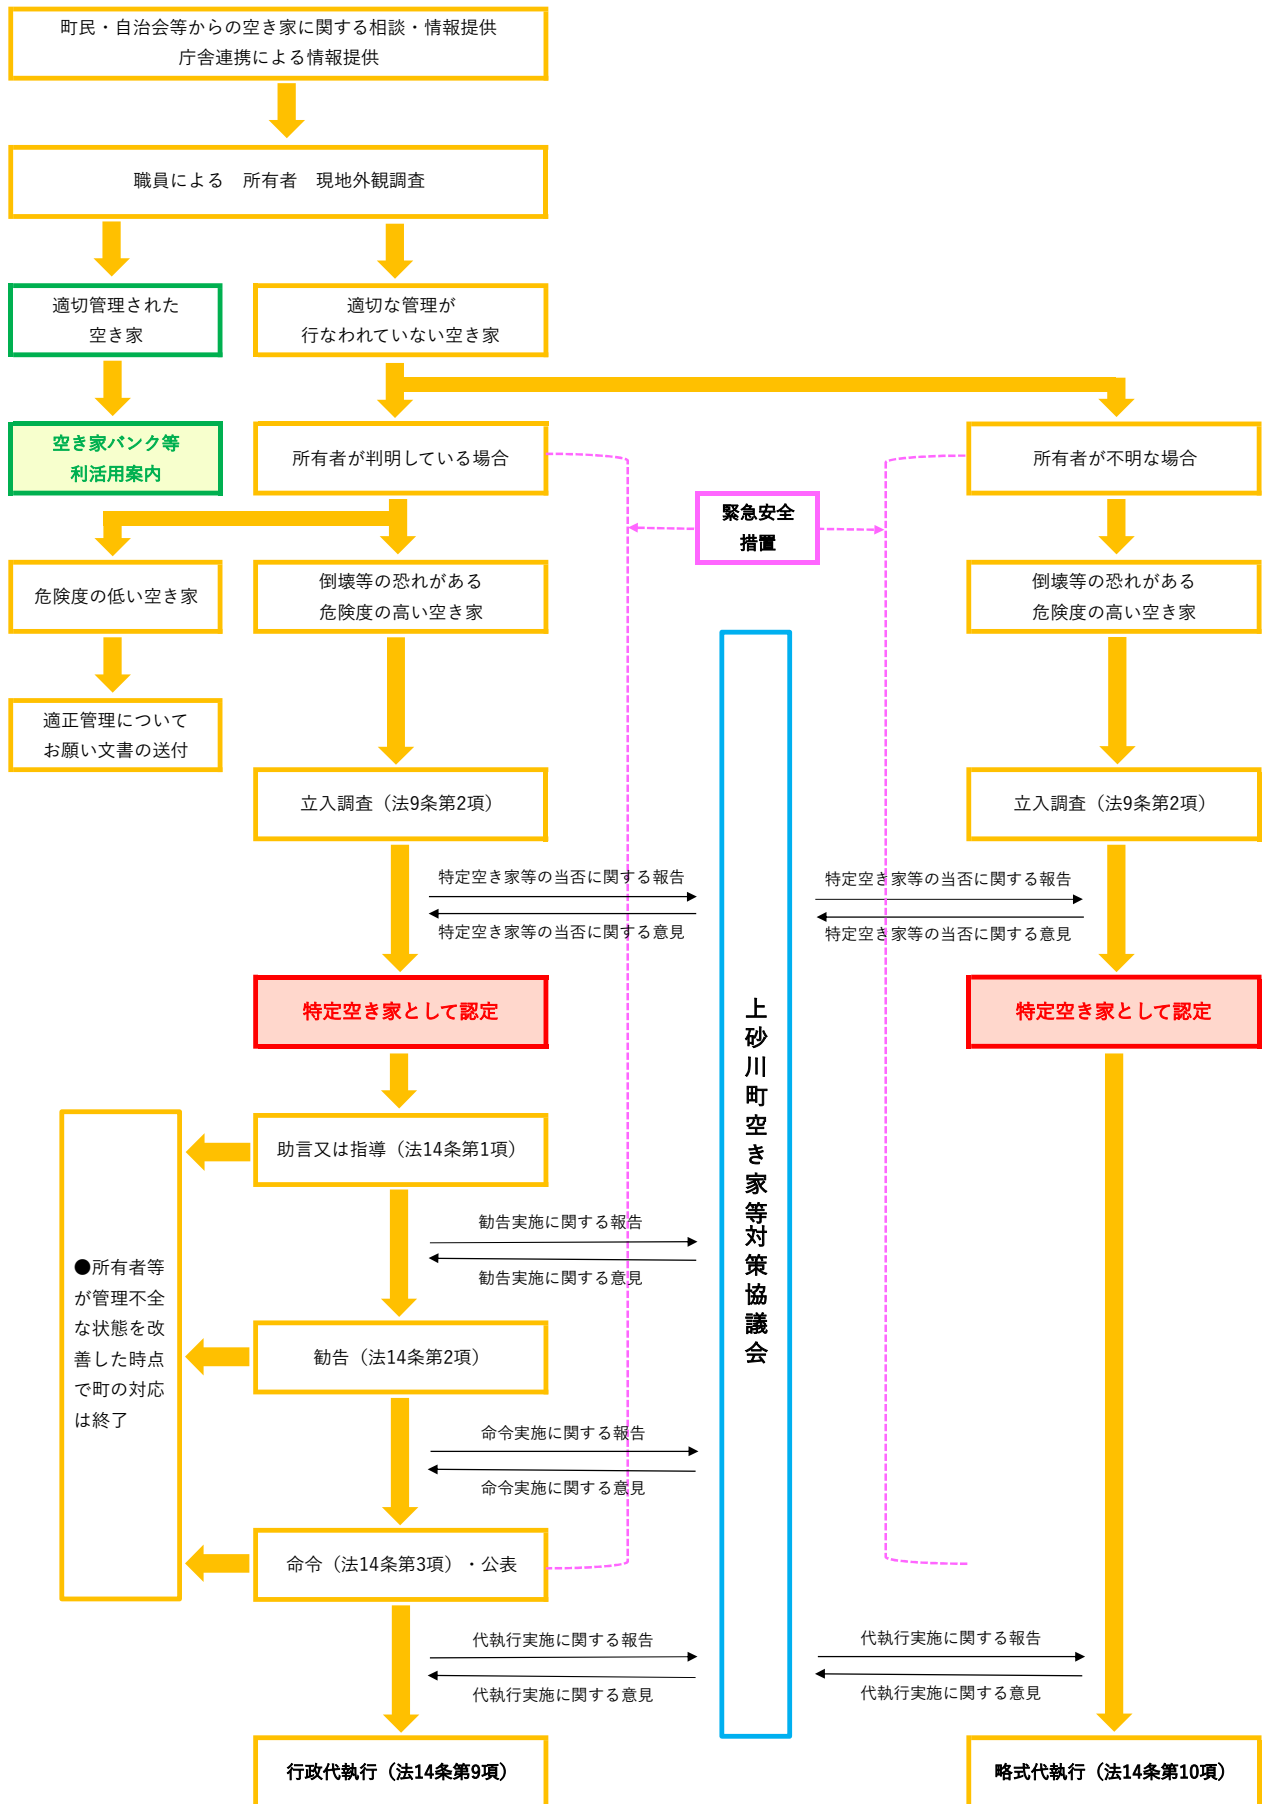 町民・自治会等からの空き家に関する相談・情報提供
庁舎連携による情報提供
職員による　所有者　現地外観調査
適切管理された
空き家
適切な管理が
行なわれていない空き家
空き家バンク等
利活用案内
所有者が判明している場合
所有者が不明な場合
緊急安全
措置
危険度の低い空き家
倒壊等の恐れがある
危険度の高い空き家
倒壊等の恐れがある
危険度の高い空き家
適正管理について
お願い文書の送付
立入調査（法9条第2項）
立入調査（法9条第2項）
特定空き家等の当否に関する報告
特定空き家等の当否に関する意見
特定空き家等の当否に関する報告
特定空き家等の当否に関する意見
特定空き家として認定
特定空き家として認定
上砂川町空き家等対策協議会
助言又は指導（法14条第1項）
勧告実施に関する報告
勧告実施に関する意見
●所有者等
が管理不全
な状態を改
善した時点
で町の対応
は終了
勧告（法14条第2項）
命令実施に関する報告
命令実施に関する意見
命令（法14条第3項）・公表
代執行実施に関する報告
代執行実施に関する意見
代執行実施に関する報告
代執行実施に関する意見
行政代執行（法14条第9項）
略式代執行（法14条第10項）